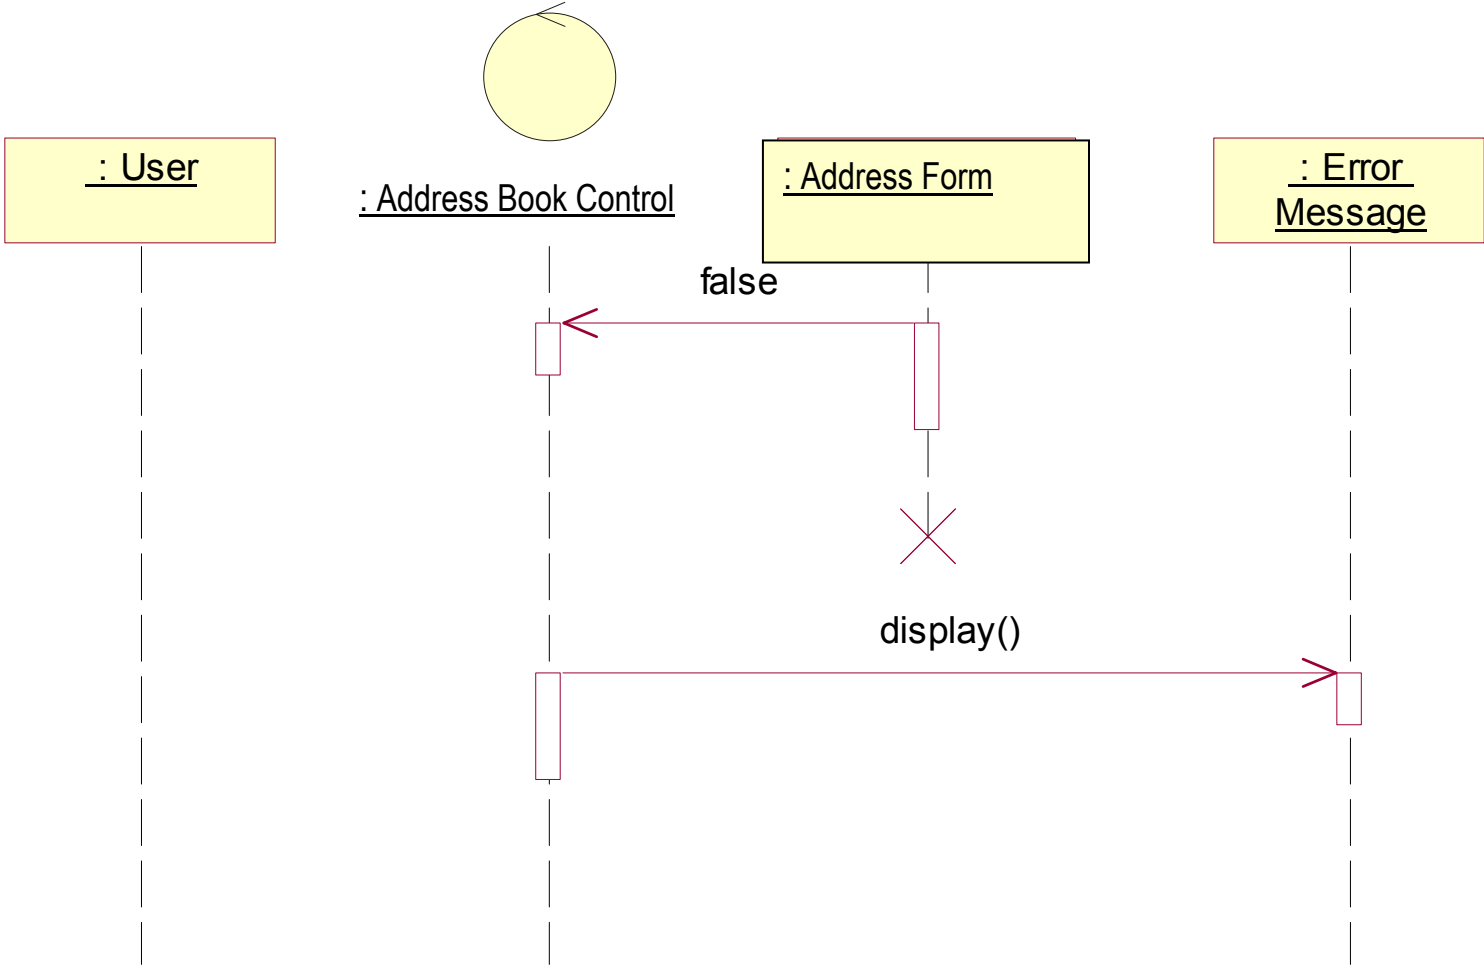 : User
: Address Book Control
: Address Form
: Error
Message
false
display()